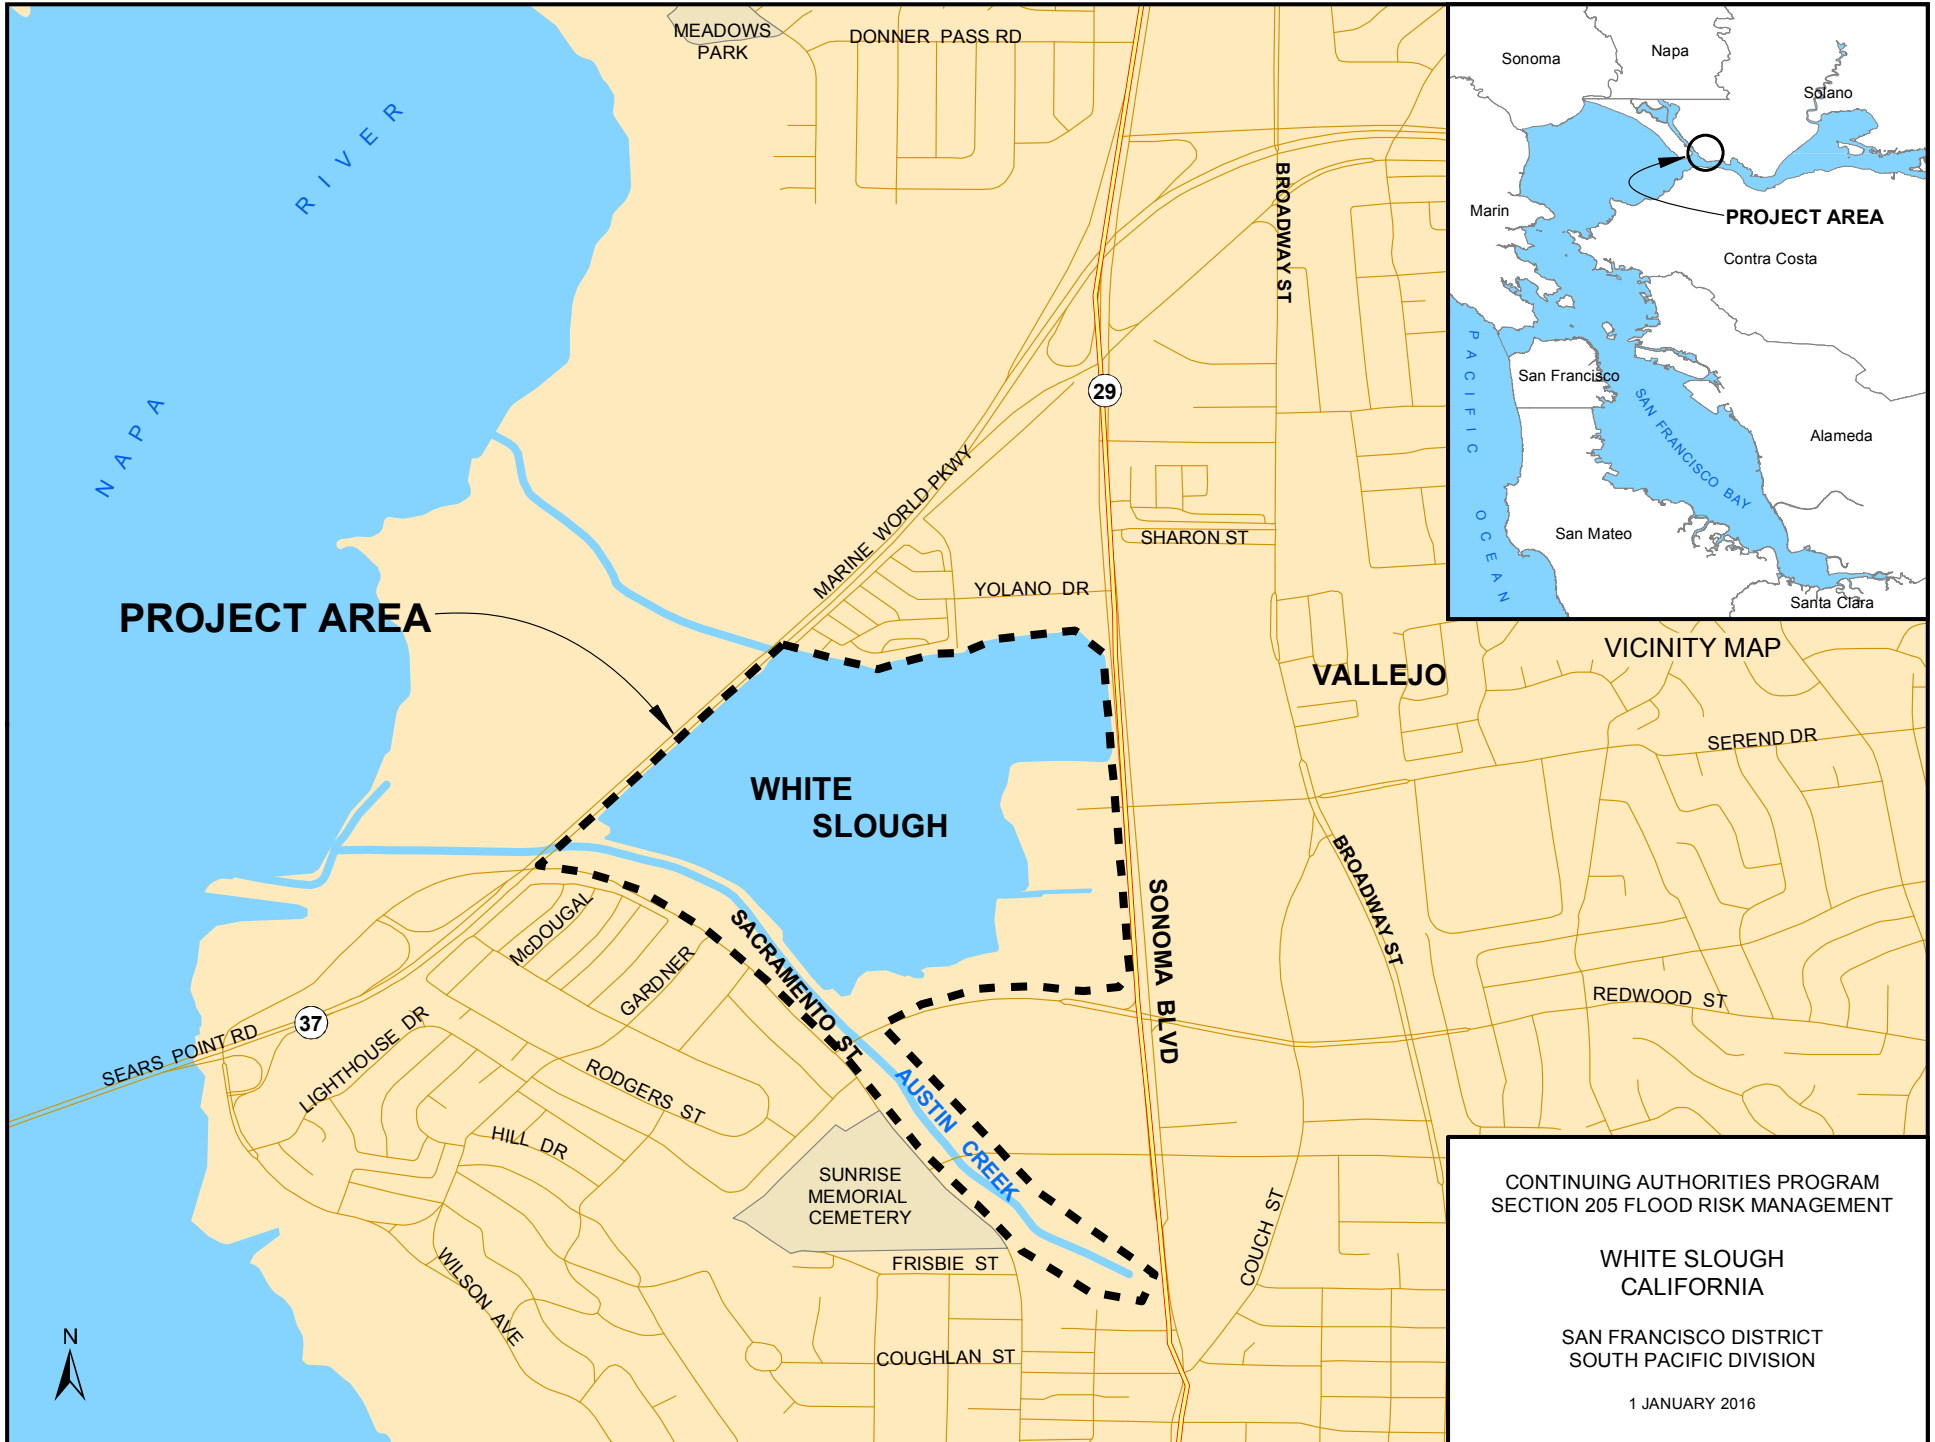 MEADOWS
PARK
DONNER PASS RD
NAPA RIVER
BROADWAY ST
29
MARINE WORLD PKWY
SHARON ST
YOLANO DR
PROJECT AREA
VALLEJO
WHITE
SLOUGH
SEREND DR
BROADWAY ST
SONOMA BLVD
SACRAMENTO ST
McDOUGAL
GARDNER
REDWOOD ST
37
SEARS POINT RD
LIGHTHOUSE DR
RODGERS ST
HILL DR
AUSTIN CREEK
SUNRISE
MEMORIAL
CEMETERY
FRISBIE ST
COUCH ST
WILSON AVE
COUGHLAN ST
N
Sonoma
Napa
Solano
Marin
PROJECT AREA
Contra Costa
San Francisco
PACIFIC OCEAN
SAN FRANCISCO BAY
Alameda
San Mateo
Santa Clara
VICINITY MAP
CONTINUING AUTHORITIES PROGRAM
SECTION 205 FLOOD RISK MANAGEMENT
WHITE SLOUGH
CALIFORNIA
SAN FRANCISCO DISTRICT
SOUTH PACIFIC DIVISION
1 JANUARY 2016